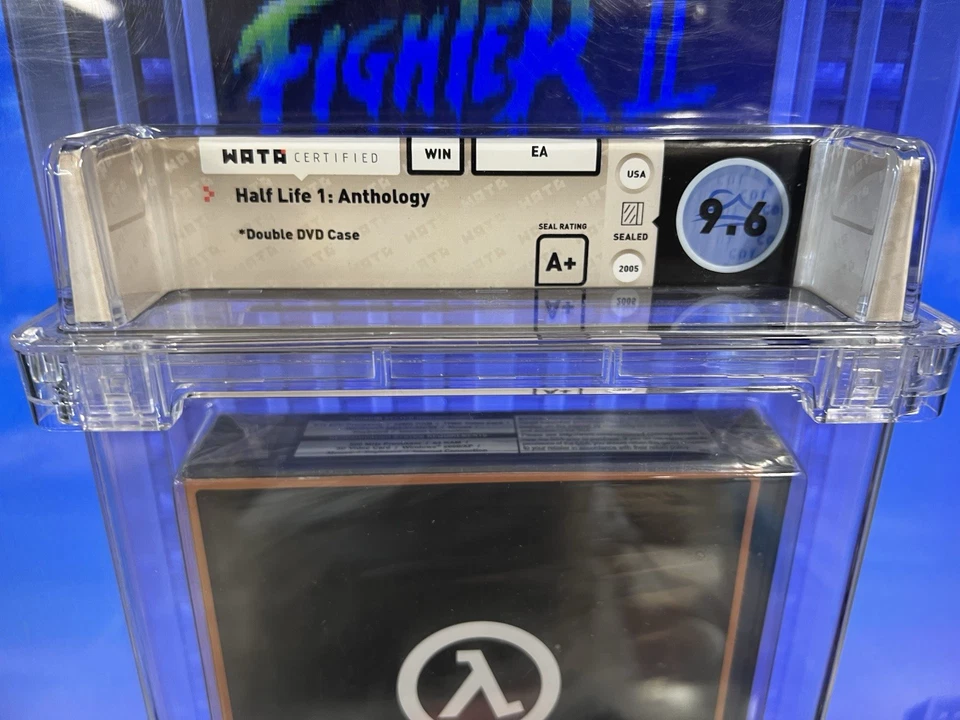 FIGHTER II
WATA CERTIFIED
WIN
EA
USA
Half Life 1: Anthology
*Double DVD Case
SEAL RATING
A+
SEALED
2005
9.6
λ